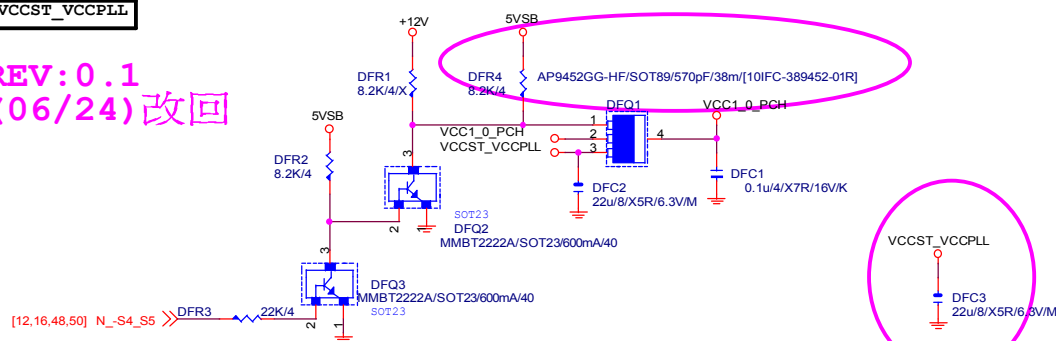 VCCST_VCCPLL
REV:0.1
(06/24)改回
+12V
5VSB
DFR1
8.2K/4/X
DFR4
8.2K/4
AP9452GG-HF/SOT89/570pF/38m/[10IFC-389452-01R]
DFQ1
VCC1_0_PCH
5VSB
1
2
3
4
VCC1_0_PCH
VCCST_VCCPLL
DFR2
8.2K/4
3
DFC2
22u/8/X5R/6.3V/M
DFC1
0.1u/4/X7R/16V/K
SOT23
DFQ2
MMBT2222A/SOT23/600mA/40
2
1
VCCST_VCCPLL
3
DFQ3
MMBT2222A/SOT23/600mA/40
SOT23
DFC3
22u/8/X5R/6.3V/M
[12,16,48,50] N_-S4_S5
DFR3
22K/4
2
1